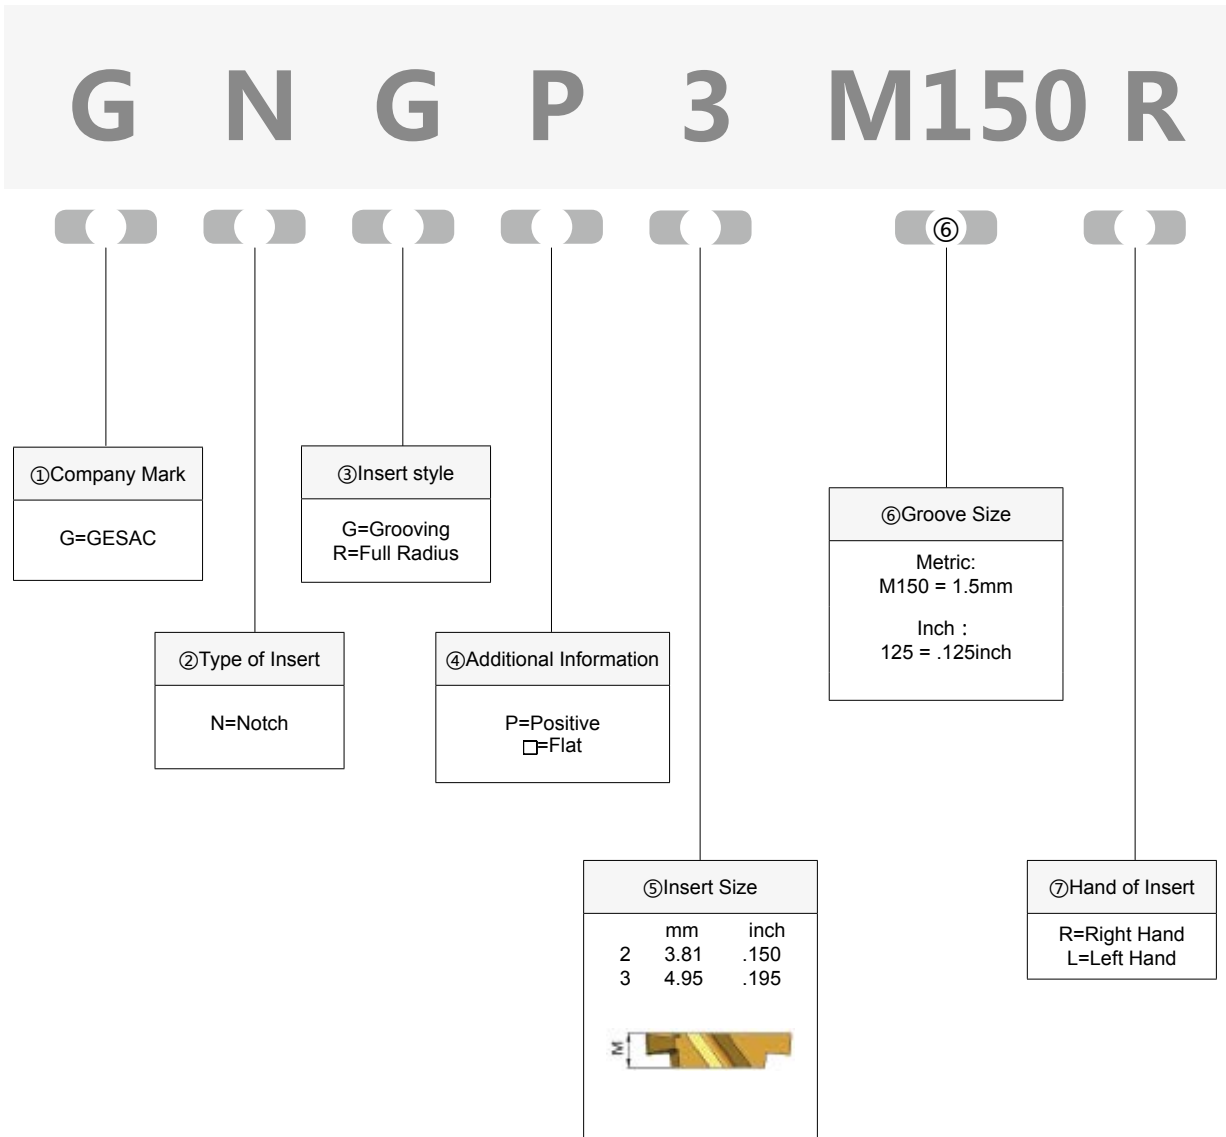 G N G P 3 M150 R
⑥
①Company Mark
G=GESAC
②Type of Insert
N=Notch
③Insert style
G=Grooving
R=Full Radius
④Additional Information
P=Positive
□=Flat
⑤Insert Size
mm inch
2 3.81 .150
3 4.95 .195
M
⑥Groove Size
Metric:
M150 = 1.5mm
Inch :
125 = .125inch
⑦Hand of Insert
R=Right Hand
L=Left Hand